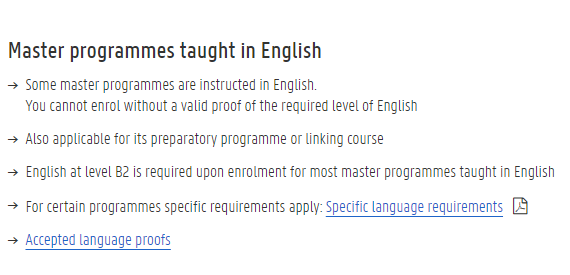 Master programmes taught in English
→ Some master programmes are instructed in English.
You cannot enrol without a valid proof of the required level of English
→ Also applicable for its preparatory programme or linking course
→ English at level B2 is required upon enrolment for most master programmes taught in English
→ For certain programmes specific requirements apply: Specific language requirements
→ Accepted language proofs